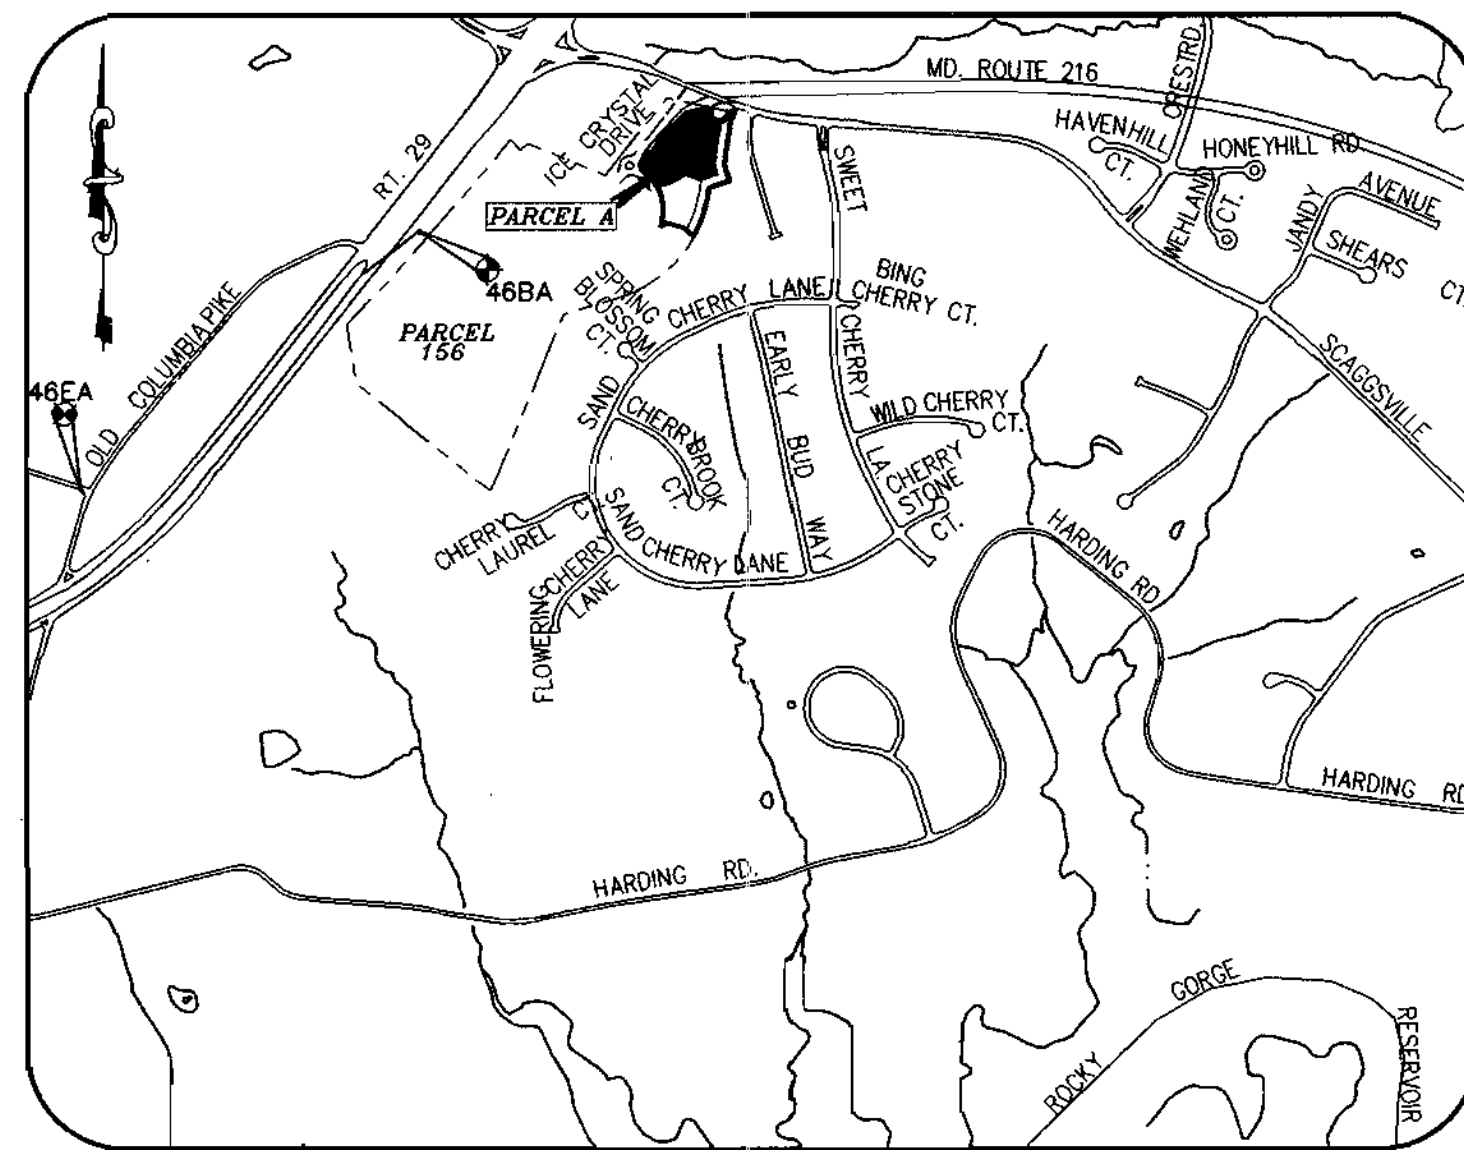 MD. ROUTE 216
CREST RD.
ICE CRYSTAL
DRIVE
RT. 29
HAVENHILL
CT.
HONEYHILL RD
WEHLAND
CT.
JANDY
AVENUE
SHEARS
CT.
SWEET
CHERRY
LA
PARCEL A
46BA
PARCEL
156
46EA
OLD COLUMBIA PIKE
SPRING
BLOSSOM
CT.
SAND CHERRY LANE
BING
CHERRY CT.
EARLY BUD WAY
SCAGGSVILLE
WILD CHERRY
CT.
CHERRY
STONE
CT.
CHERRYBROOK
CT.
CHERRY
LAUREL
SAND CHERRY LANE
FLOWERING CHERRY
LANE
HARDING RD
HARDING RD
HARDING RD.
ROCKY GORGE RESERVOIR